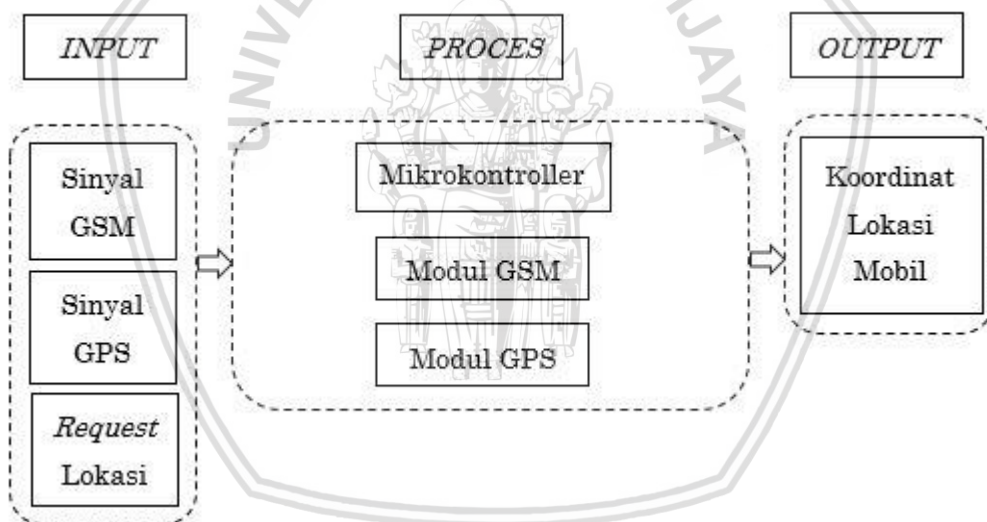 INPUT
PROCES
OUTPUT
Sinyal
GSM
Sinyal
GPS
Request
Lokasi
Mikrokontroller
Modul GSM
Modul GPS
Koordinat
Lokasi
Mobil